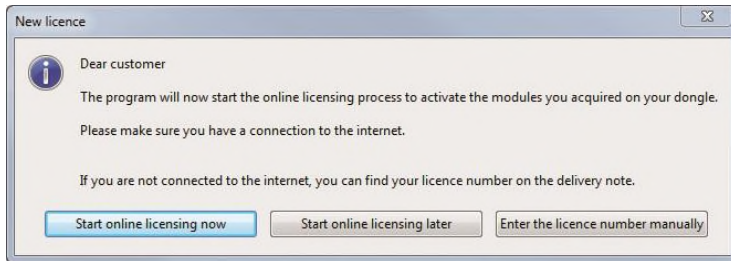 New licence
Dear customer
The program will now start the online licensing process to activate the modules you acquired on your dongle.
Please make sure you have a connection to the internet.
If you are not connected to the internet, you can find your licence number on the delivery note.
Start online licensing now
Start online licensing later
Enter the licence number manually